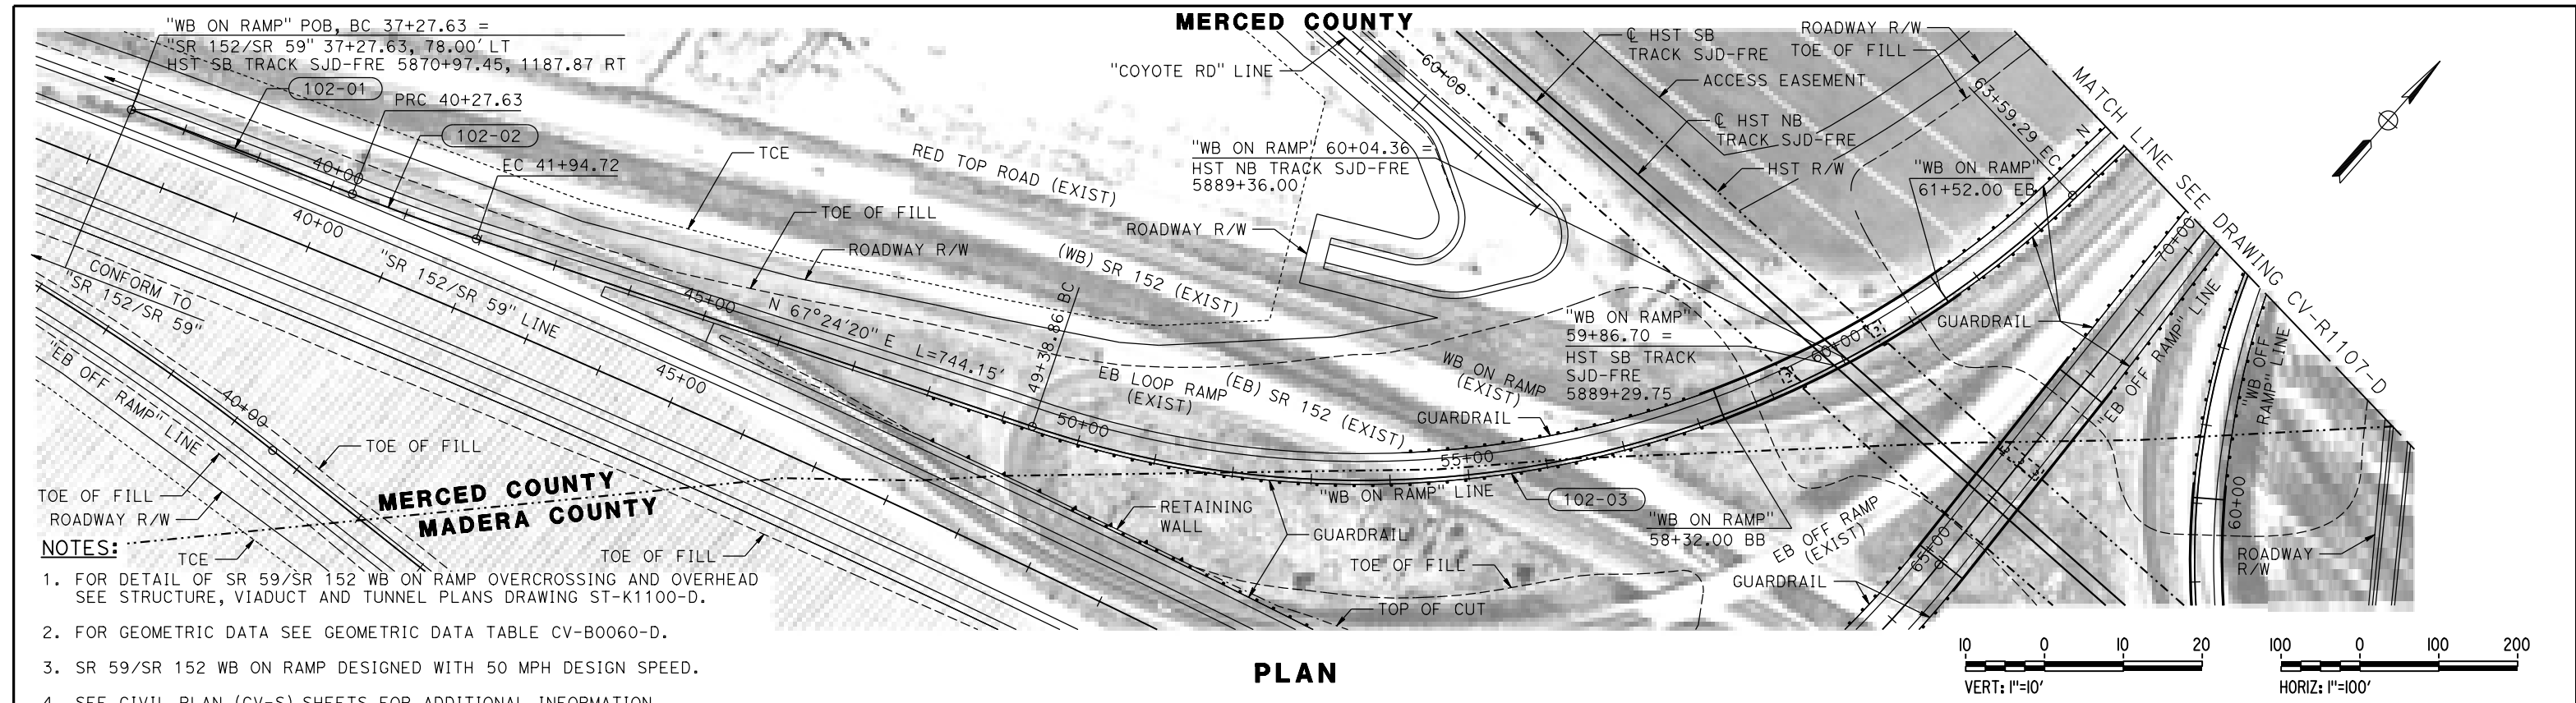 MERCED COUNTY
"WB ON RAMP" POB, BC 37+27.63 =
"SR 152/SR 59" 37+27.63, 78.00' LT
HST SB TRACK SJD-FRE 5870+97.45, 1187.87 RT
102-01
PRC 40+27.63
102-02
EC 41+94.72
40+00
40+00
TCE
RED TOP ROAD (EXIST)
TOE OF FILL
ROADWAY R/W
"SR 152/SR 59" LINE
CONFORM TO
"SR 152/SR 59"
"EB OFF RAMP" LINE
40+00
TOE OF FILL
TOE OF FILL
ROADWAY R/W
TCE
MERCED COUNTY
MADERA COUNTY
TOE OF FILL
45+00
N 67°24'20" E L=744.15'
45+00
49+38.86 BC
50+00
(WB) SR 152 (EXIST)
"COYOTE RD" LINE
60+00
"WB ON RAMP" 60+04.36 =
HST NB TRACK SJD-FRE
5889+36.00
ROADWAY R/W
EB LOOP RAMP
(EXIST)
(EB) SR 152 (EXIST)
WB ON RAMP
(EXIST)
GUARDRAIL
55+00
"WB ON RAMP" LINE
102-03
RETAINING
WALL
GUARDRAIL
TOE OF FILL
TOP OF CUT
℄ HST SB
TRACK SJD-FRE
ROADWAY R/W
TOE OF FILL
ACCESS EASEMENT
℄ HST NB
TRACK SJD-FRE
HST R/W
63+59.29 EC
"WB ON RAMP"
61+52.00 EB
"WB ON RAMP"
59+86.70 =
HST SB TRACK
SJD-FRE
5889+29.75
60+00
"WB ON RAMP"
58+32.00 BB
EB OFF RAMP
(EXIST)
GUARDRAIL
GUARDRAIL
65+00
70+00
"EB OFF RAMP" LINE
"WB OFF
RAMP" LINE
60+00
ROADWAY
R/W
MATCH LINE SEE DRAWING CV-R1107-D
N
NOTES:
1. FOR DETAIL OF SR 59/SR 152 WB ON RAMP OVERCROSSING AND OVERHEAD
SEE STRUCTURE, VIADUCT AND TUNNEL PLANS DRAWING ST-K1100-D.
2. FOR GEOMETRIC DATA SEE GEOMETRIC DATA TABLE CV-B0060-D.
3. SR 59/SR 152 WB ON RAMP DESIGNED WITH 50 MPH DESIGN SPEED.
4. SEE CIVIL PLAN (CV-S) SHEETS FOR ADDITIONAL INFORMATION
PLAN
10 0 10 20
VERT: 1"=10'
100 0 100 200
HORIZ: 1"=100'